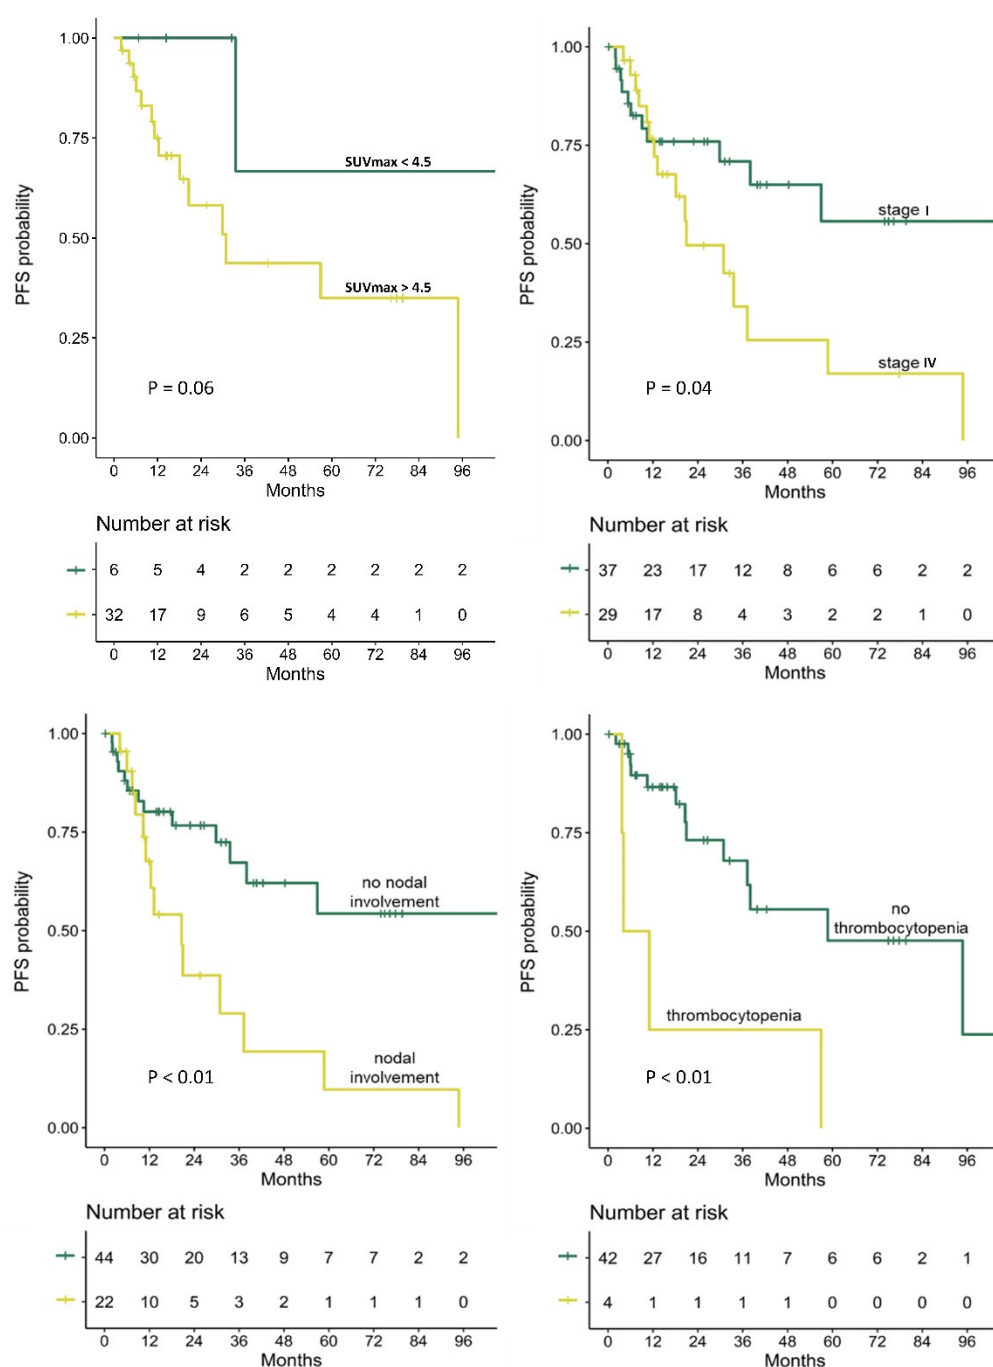 1.00
0.75
0.50
0.25
0.00
PFS probability
SUVmax < 4.5
SUVmax > 4.5
P = 0.06
0 12 24 36 48 60 72 84 96
Months
Number at risk
6 5 4 2 2 2 2 2 2
32 17 9 6 5 4 4 1 0
0 12 24 36 48 60 72 84 96
Months
1.00
0.75
0.50
0.25
0.00
PFS probability
stage I
stage IV
P = 0.04
0 12 24 36 48 60 72 84 96
Months
Number at risk
37 23 17 12 8 6 6 2 2
29 17 8 4 3 2 2 1 0
0 12 24 36 48 60 72 84 96
Months
1.00
0.75
0.50
0.25
0.00
PFS probability
no nodal
involvement
nodal
involvement
P < 0.01
0 12 24 36 48 60 72 84 96
Months
Number at risk
44 30 20 13 9 7 7 2 2
22 10 5 3 2 1 1 1 0
0 12 24 36 48 60 72 84 96
Months
1.00
0.75
0.50
0.25
0.00
PFS probability
no
thrombocytopenia
thrombocytopenia
P < 0.01
0 12 24 36 48 60 72 84 96
Months
Number at risk
42 27 16 11 7 6 6 2 1
4 1 1 1 1 0 0 0 0
0 12 24 36 48 60 72 84 96
Months